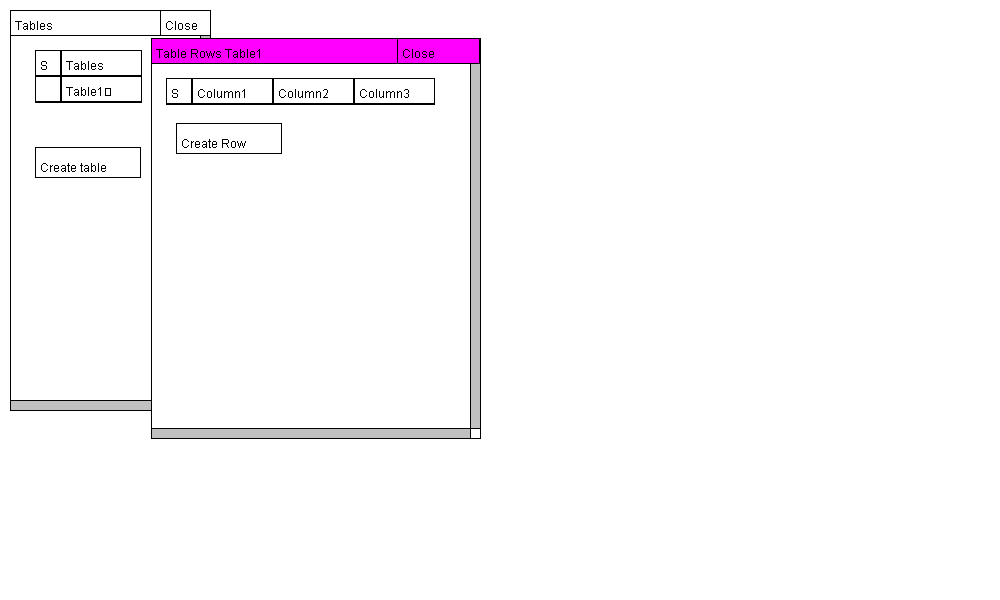 Tables Close
S Tables
Table1▯
Create table
Table Rows Table1 Close
S Column1 Column2 Column3
Create Row